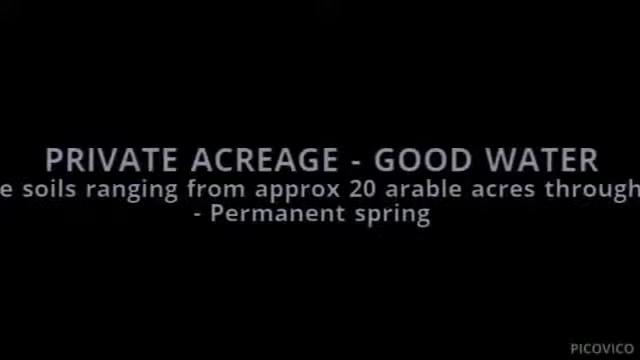 PRIVATE ACREAGE - GOOD WATER
e soils ranging from approx 20 arable acres through
- Permanent spring
PICOVICO